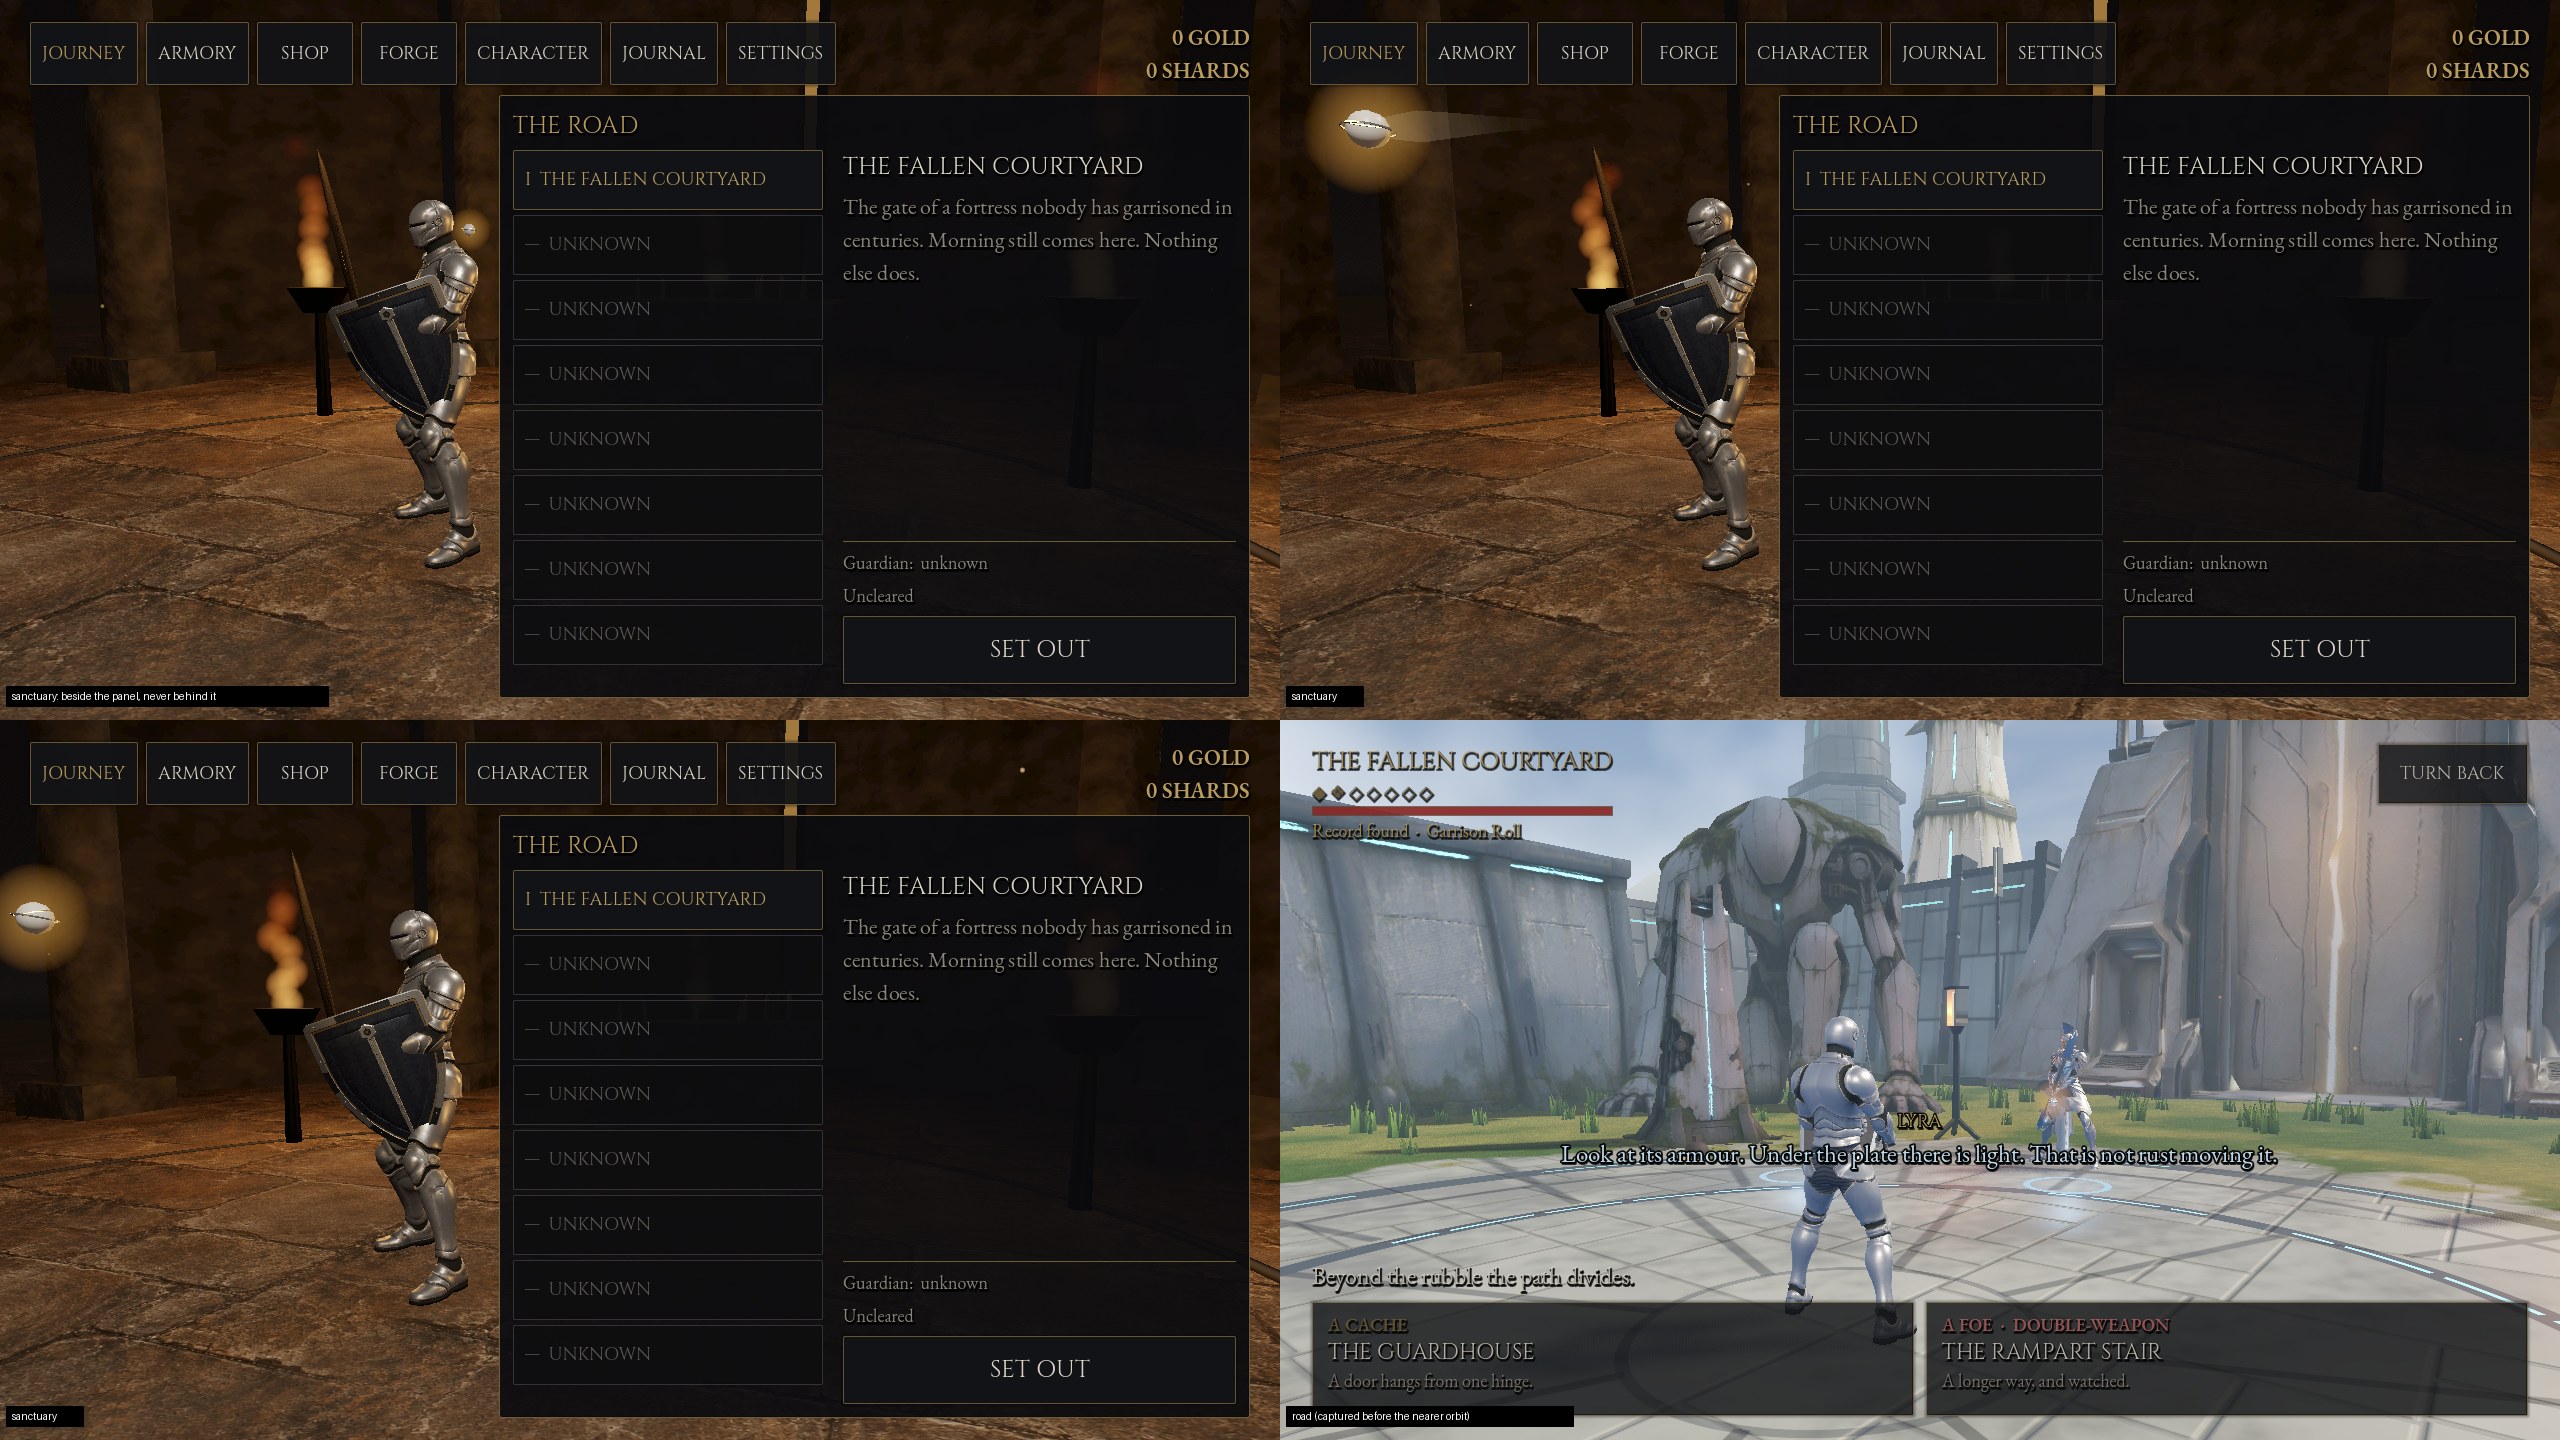 JOURNEY ARMORY SHOP FORGE CHARACTER JOURNAL SETTINGS
0 GOLD
0 SHARDS
THE ROAD
I THE FALLEN COURTYARD
— UNKNOWN
— UNKNOWN
— UNKNOWN
— UNKNOWN
— UNKNOWN
— UNKNOWN
— UNKNOWN
THE FALLEN COURTYARD
The gate of a fortress nobody has garrisoned in
centuries. Morning still comes here. Nothing
else does.
Guardian: unknown
Uncleared
SET OUT
sanctuary: beside the panel, never behind it
JOURNEY ARMORY SHOP FORGE CHARACTER JOURNAL SETTINGS
0 GOLD
0 SHARDS
THE ROAD
I THE FALLEN COURTYARD
— UNKNOWN
— UNKNOWN
— UNKNOWN
— UNKNOWN
— UNKNOWN
— UNKNOWN
— UNKNOWN
THE FALLEN COURTYARD
The gate of a fortress nobody has garrisoned in
centuries. Morning still comes here. Nothing
else does.
Guardian: unknown
Uncleared
SET OUT
sanctuary
JOURNEY ARMORY SHOP FORGE CHARACTER JOURNAL SETTINGS
0 GOLD
0 SHARDS
THE ROAD
I THE FALLEN COURTYARD
— UNKNOWN
— UNKNOWN
— UNKNOWN
— UNKNOWN
— UNKNOWN
— UNKNOWN
— UNKNOWN
THE FALLEN COURTYARD
The gate of a fortress nobody has garrisoned in
centuries. Morning still comes here. Nothing
else does.
Guardian: unknown
Uncleared
SET OUT
sanctuary
THE FALLEN COURTYARD
TURN BACK
Record found · Garrison Roll
LYRA
Look at its armour. Under the plate there is light. That is not rust moving it.
Beyond the rubble the path divides.
A CACHE
THE GUARDHOUSE
A door hangs from one hinge.
A FOE · DOUBLE-WEAPON
THE RAMPART STAIR
A longer way, and watched.
road (captured before the nearer orbit)